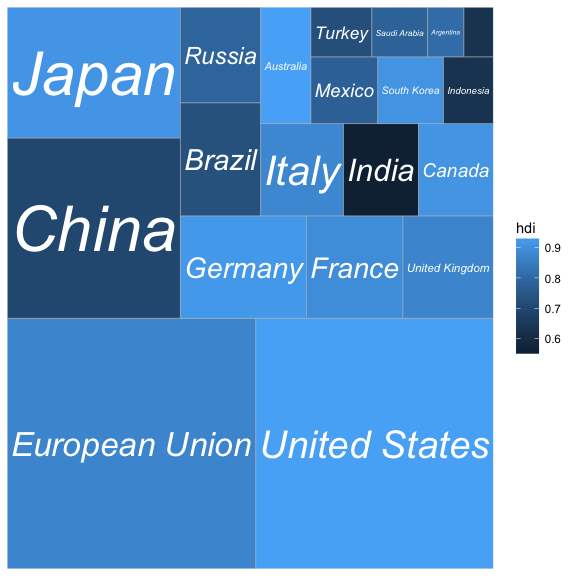 Japan
Russia
Australia
Turkey
Saudi Arabia
Argentina
Mexico
South Korea
Indonesia
China
Brazil
Italy
India
Canada
Germany
France
United Kingdom
European Union
United States
hdi
0.9
0.8
0.7
0.6